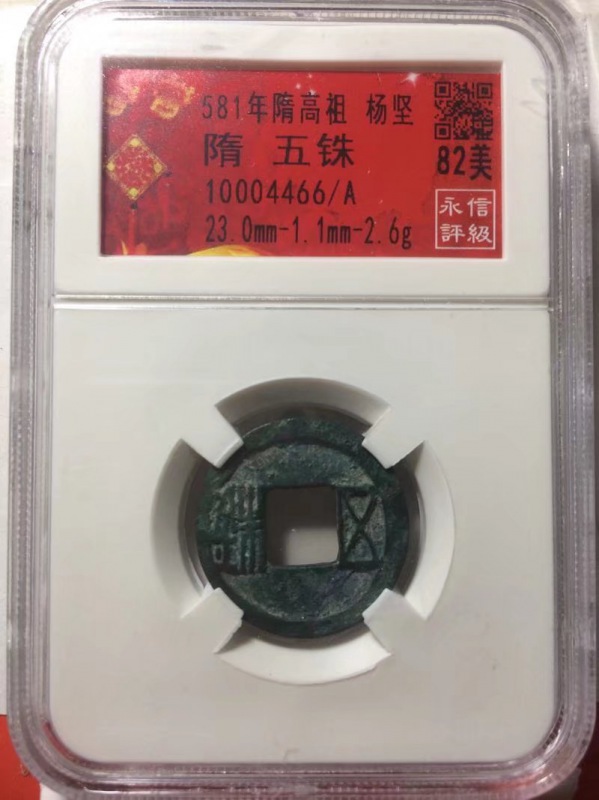 581年隋高祖 杨坚
隋 五铢
82美
10004466/A
23.0mm-1.1mm-2.6g
永信
評級
五